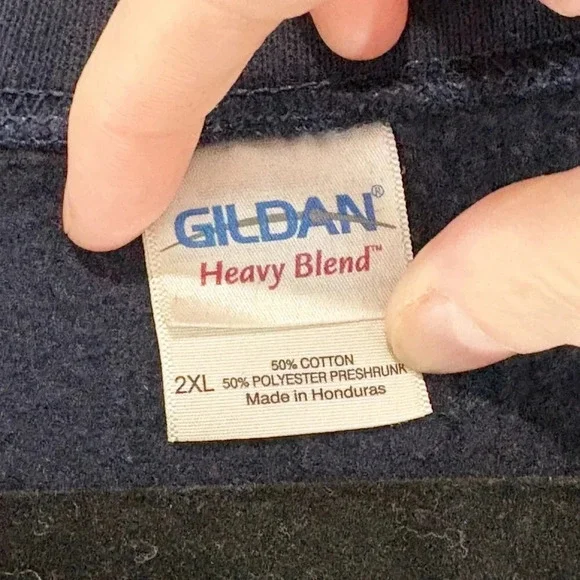 GILDAN®
Heavy Blend™
50% COTTON
2XL 50% POLYESTER PRESHRUNK
Made in Honduras